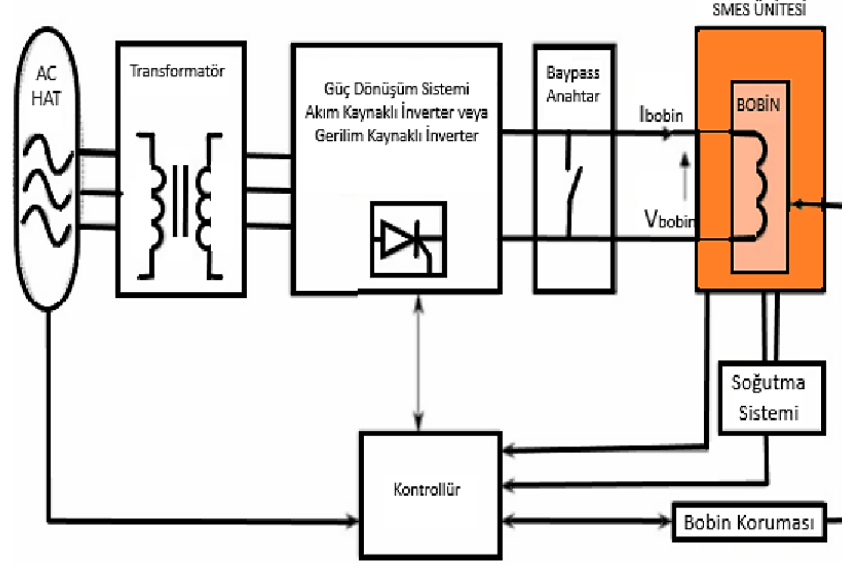 SMES ÜNİTESİ
AC
HAT
Transformatör
Güç Dönüşüm Sistemi
Akım Kaynaklı İnverter veya
Gerilim Kaynaklı İnverter
Baypass
Anahtar
Ibobin
Vbobin
BOBİN
Soğutma
Sistemi
Kontrollür
Bobin Koruması